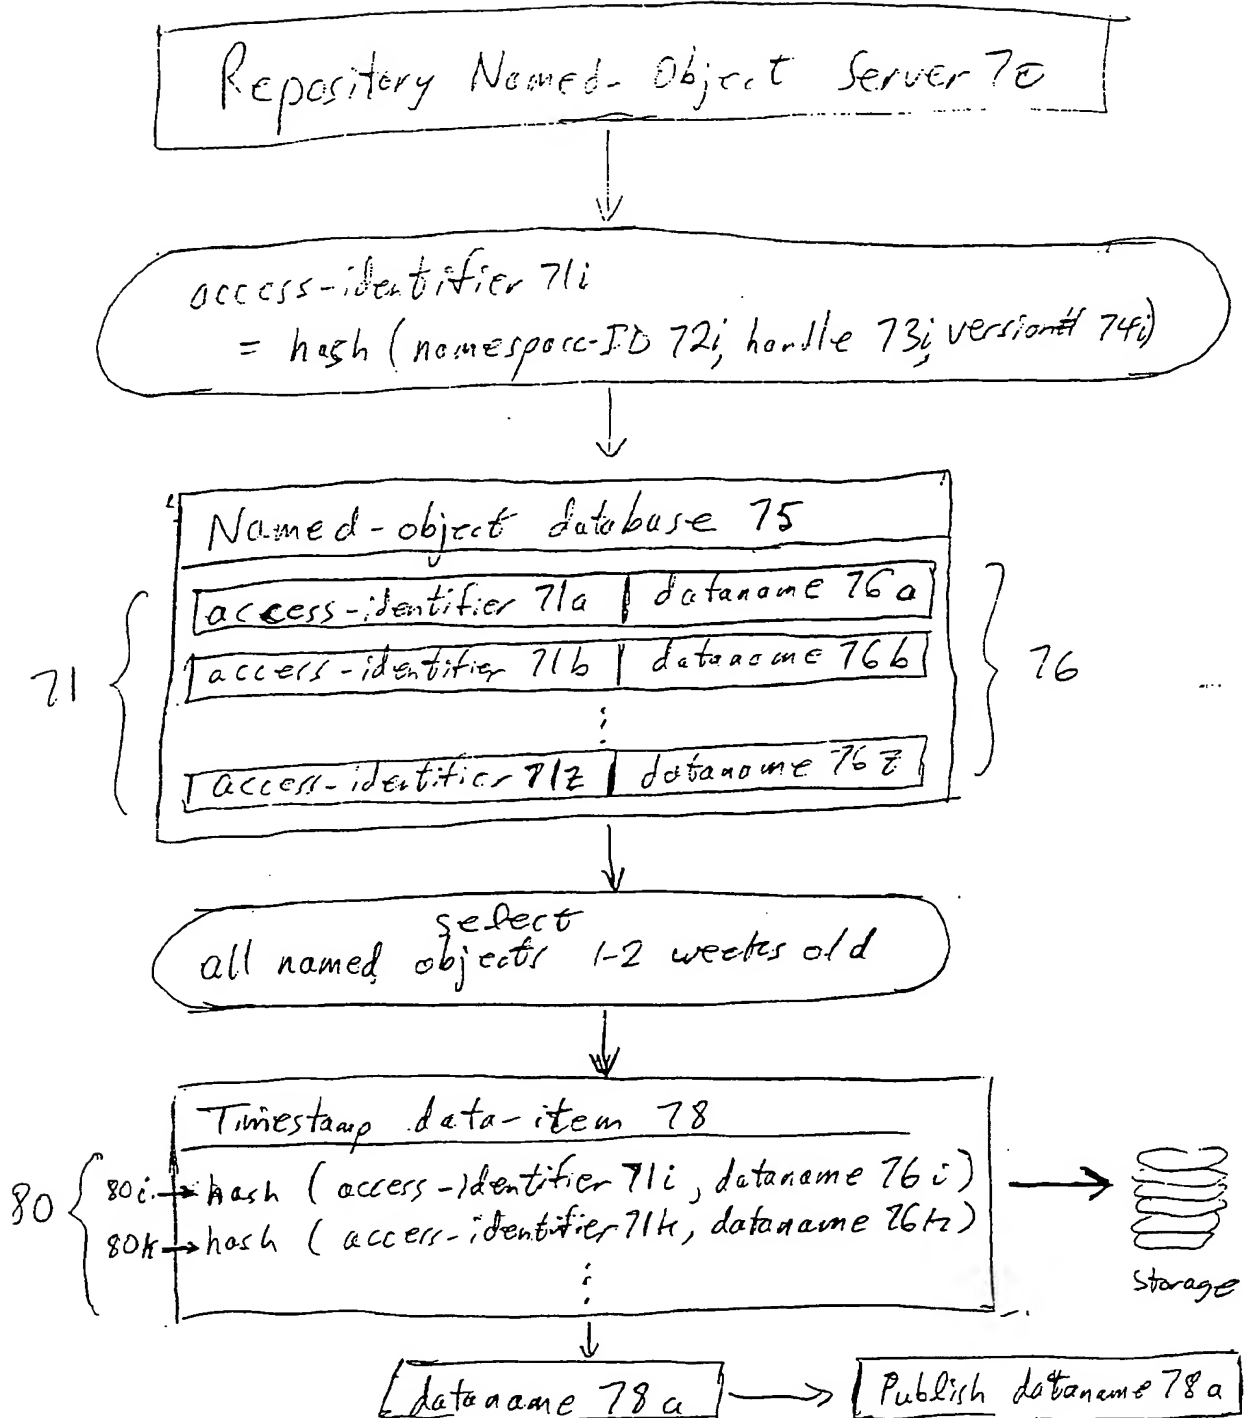 Repository Named-Object Server 70
access-identifier 71i
= hash (namespace-ID 72i, handle 73i, version# 74i)
Named-object database 75
access-identifier 71a | dataname 76a
access-identifier 71b | dataname 76b
71
76
⋮
access-identifier 71z | dataname 76z
select
all named objects 1-2 weeks old
Timestamp data-item 78
80
80i → hash (access-identifier 71i, dataname 76i)
80k → hash (access-identifier 71k, dataname 76k)
⋮
Storage
dataname 78a
Publish dataname 78a